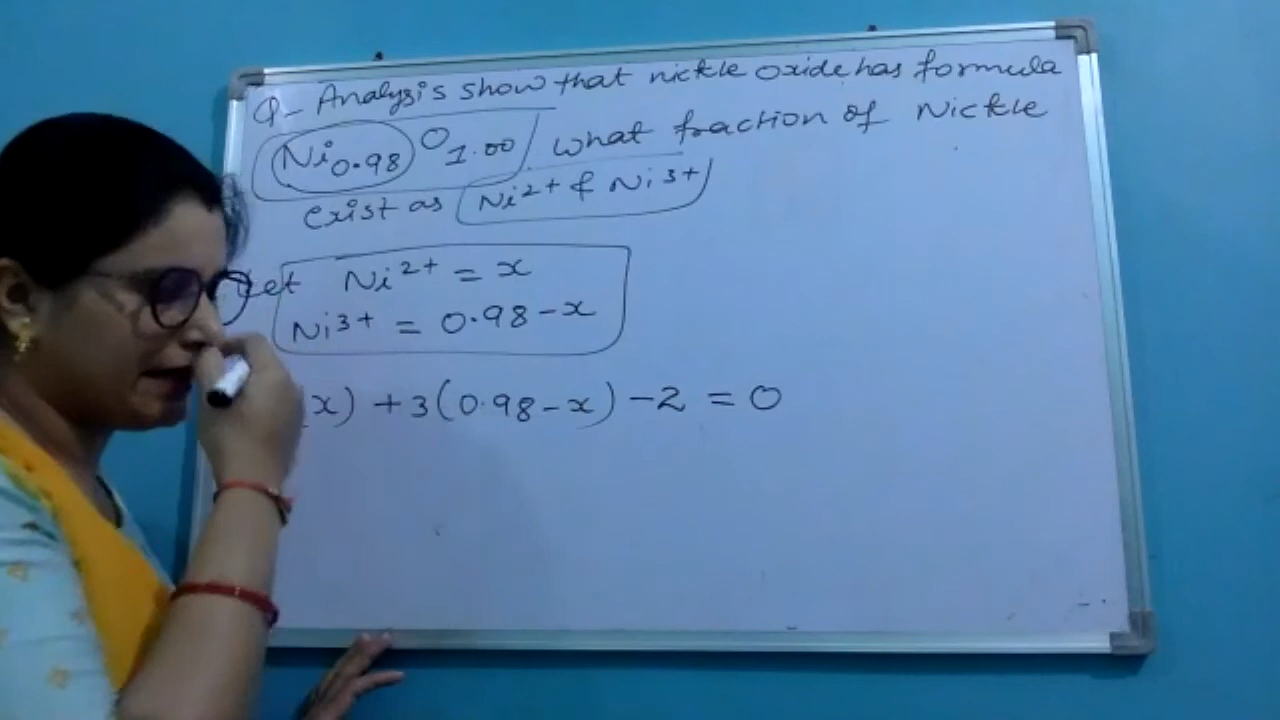 Q- Analysis show that nickle oxide has formula
Ni0.98 O1.00 / what fraction of Nickle
exist as Ni2+ & Ni3+
let Ni2+ = x
Ni3+ = 0.98-x
x) +3(0.98-x) -2 = 0